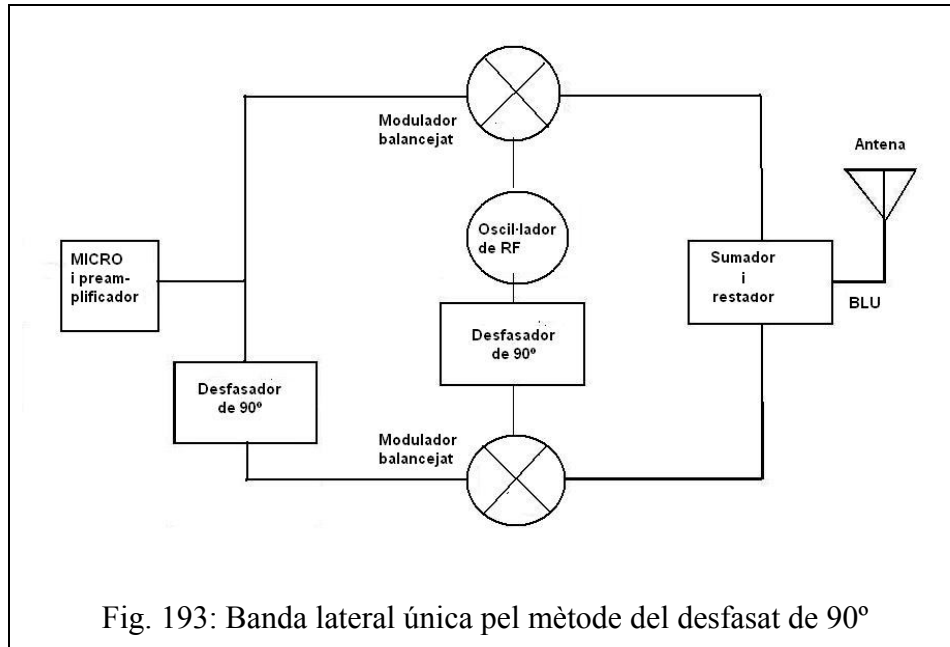 Modulador
balancejat
Antena
Oscil·lador
de RF
MICRO
i pream-
plificador
Sumador
i
restador
BLU
Desfasador
de 90º
Desfasador
de 90º
Modulador
balancejat
Fig. 193: Banda lateral única pel mètode del desfasat de 90º